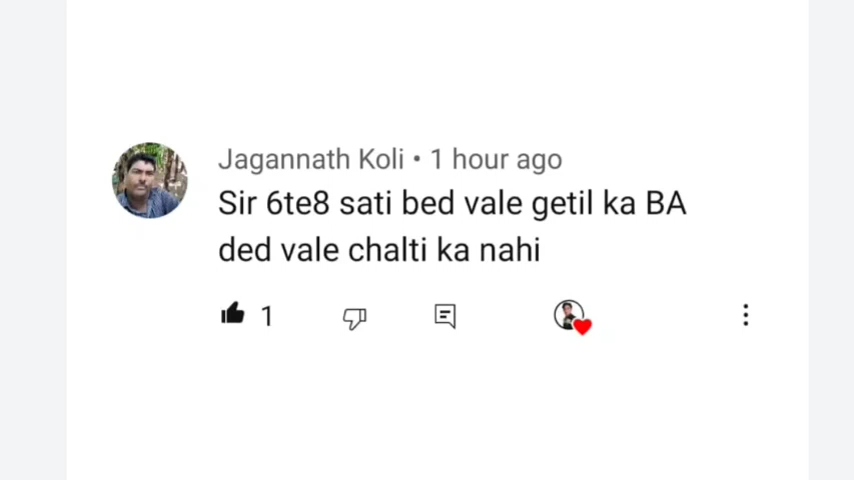 Jagannath Koli • 1 hour ago
Sir 6te8 sati bed vale getil ka BA
ded vale chalti ka nahi
1